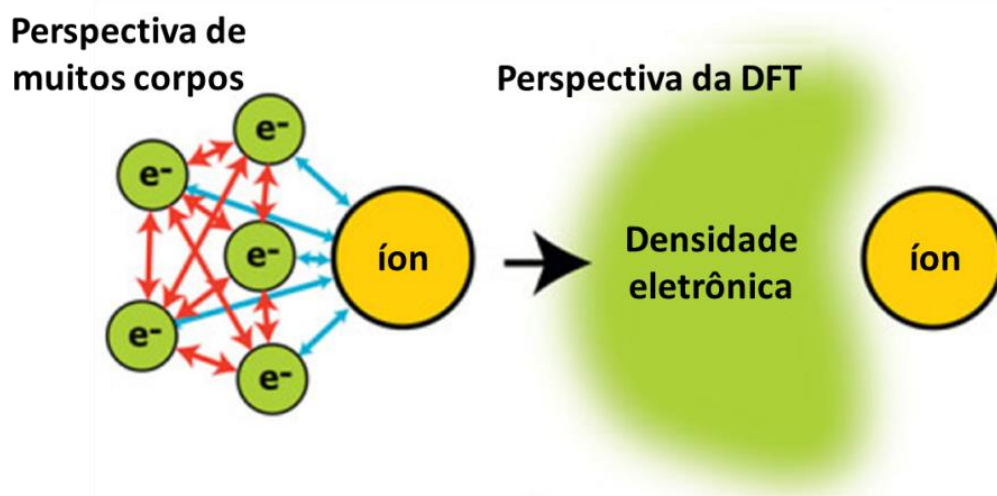 Perspectiva de
muitos corpos
e-
e-
e-
e-
e-
íon
Perspectiva da DFT
Densidade
eletrônica
íon